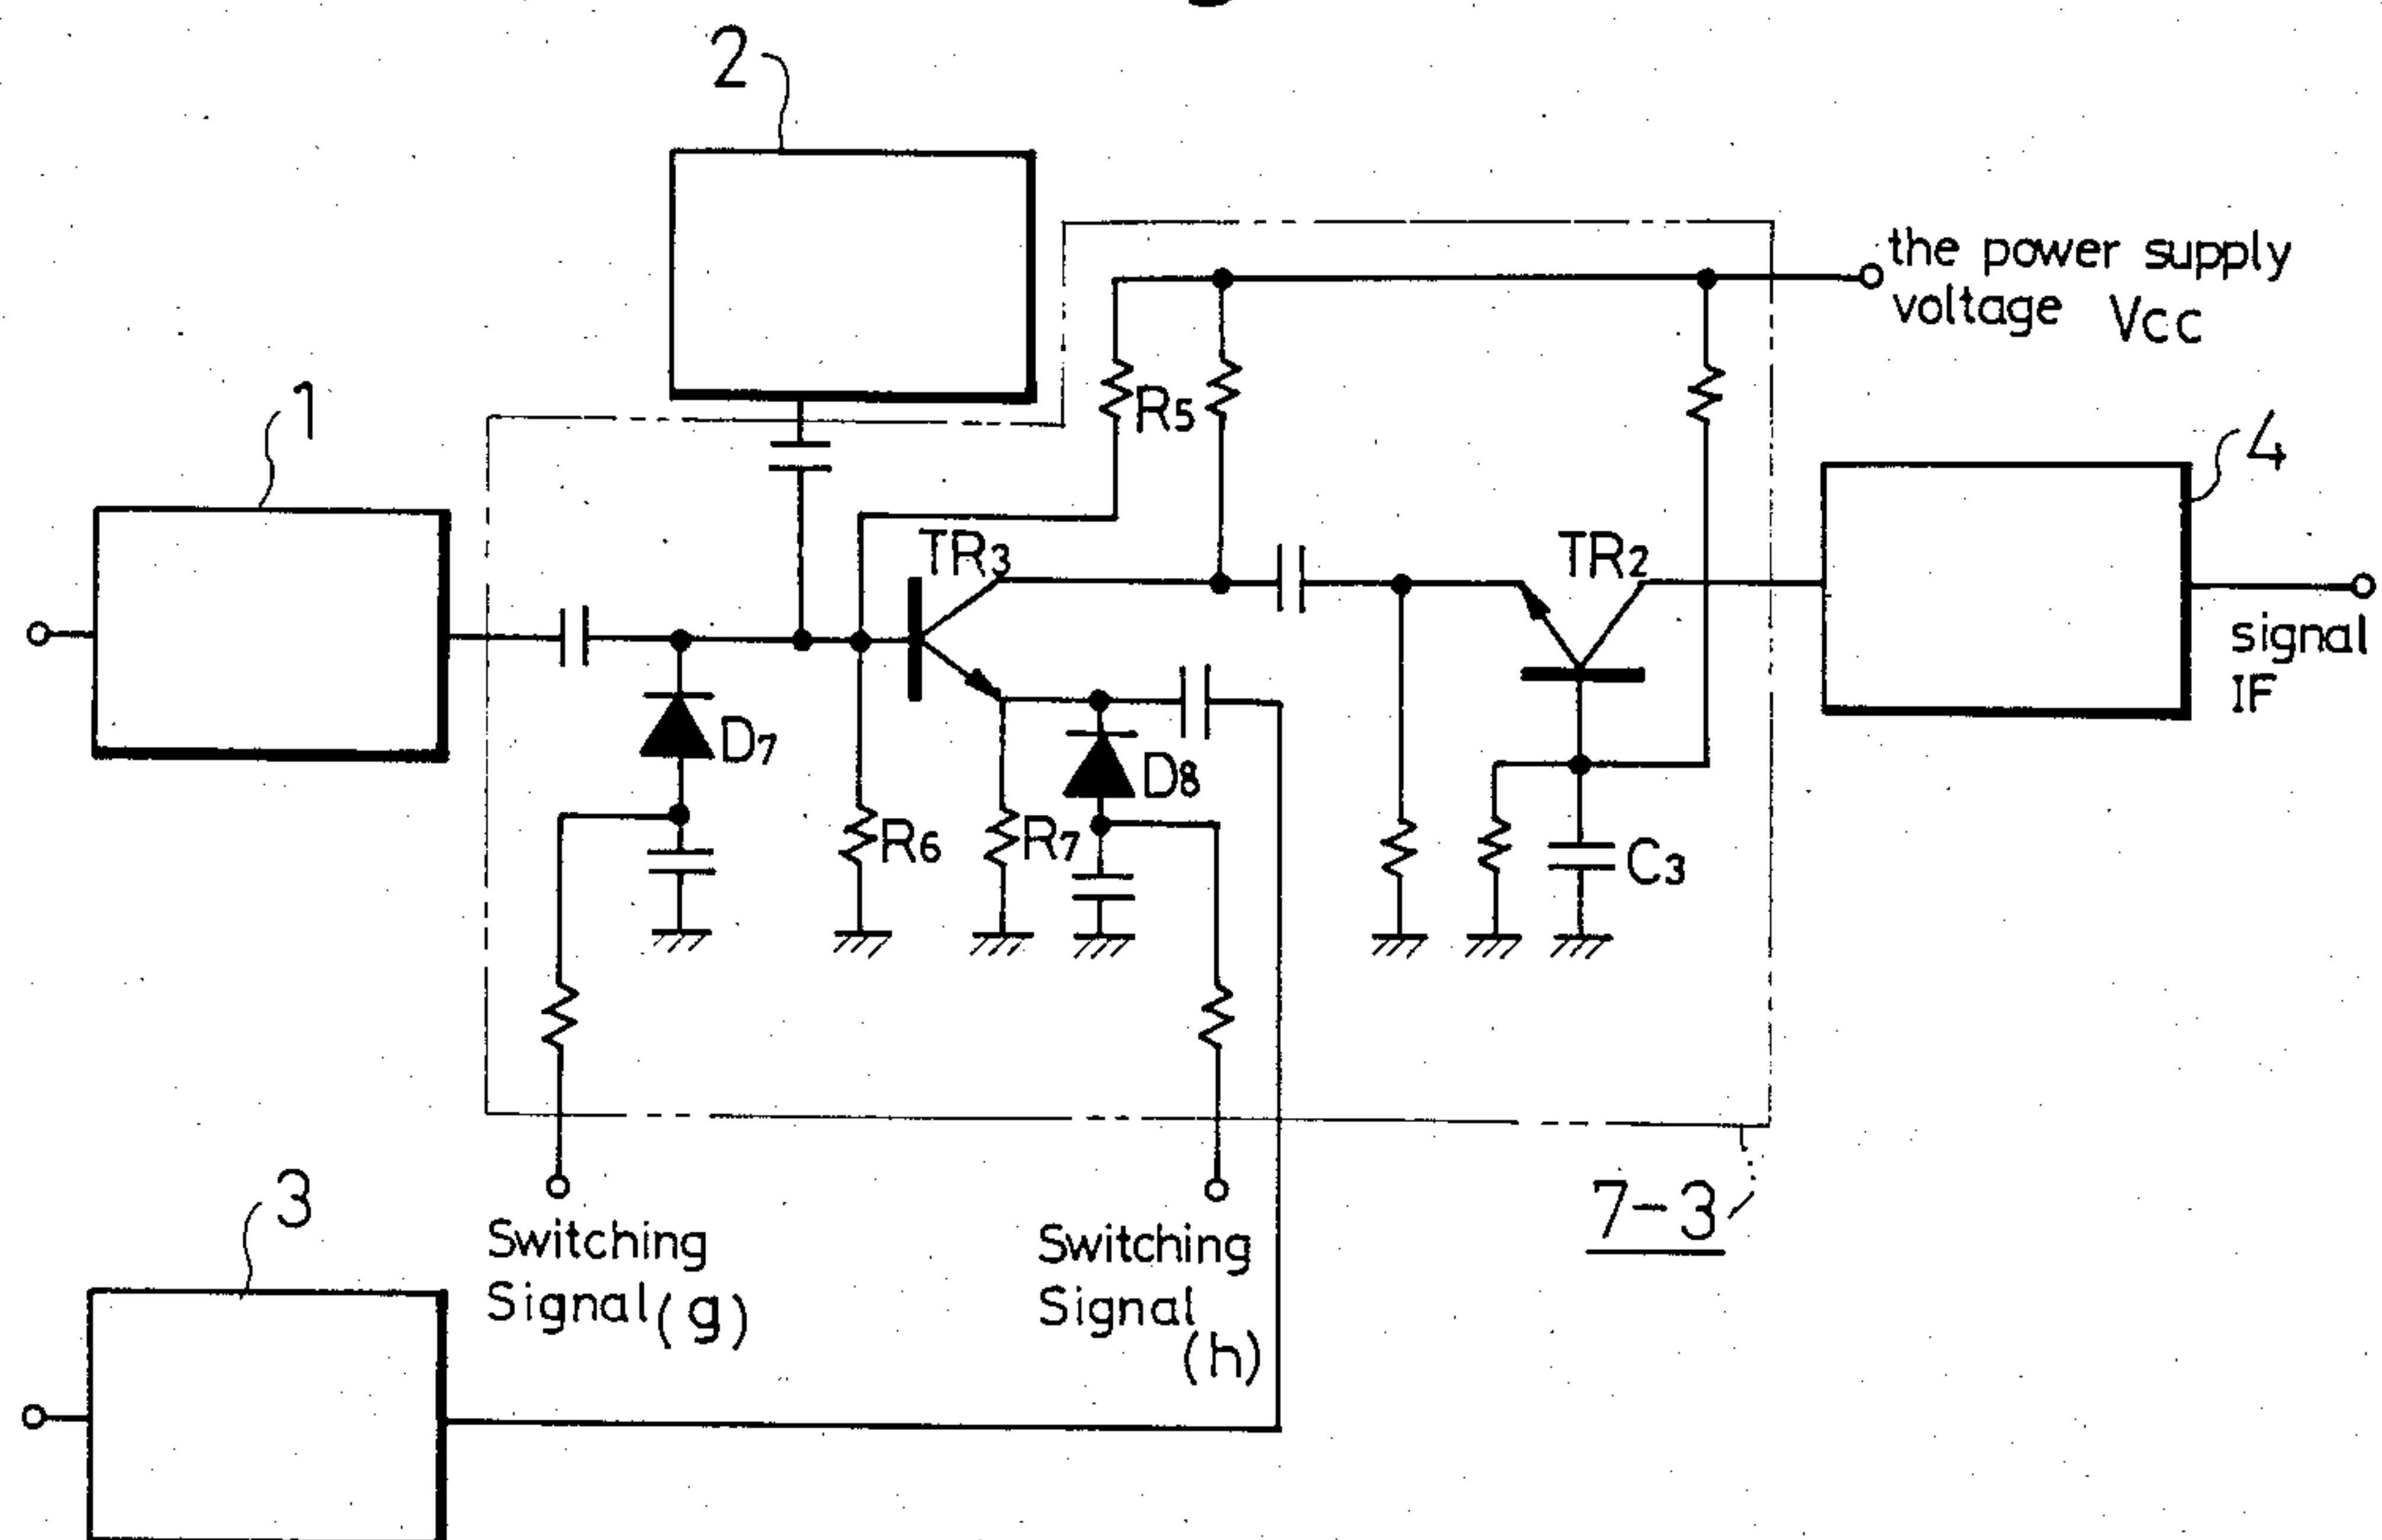 2
the power supply
voltage VCC
1
R5
4
TR3
TR2
signal
IF
D7
D8
R6
R7
C3
3
7-3
Switching
Signal(g)
Switching
Signal
(h)